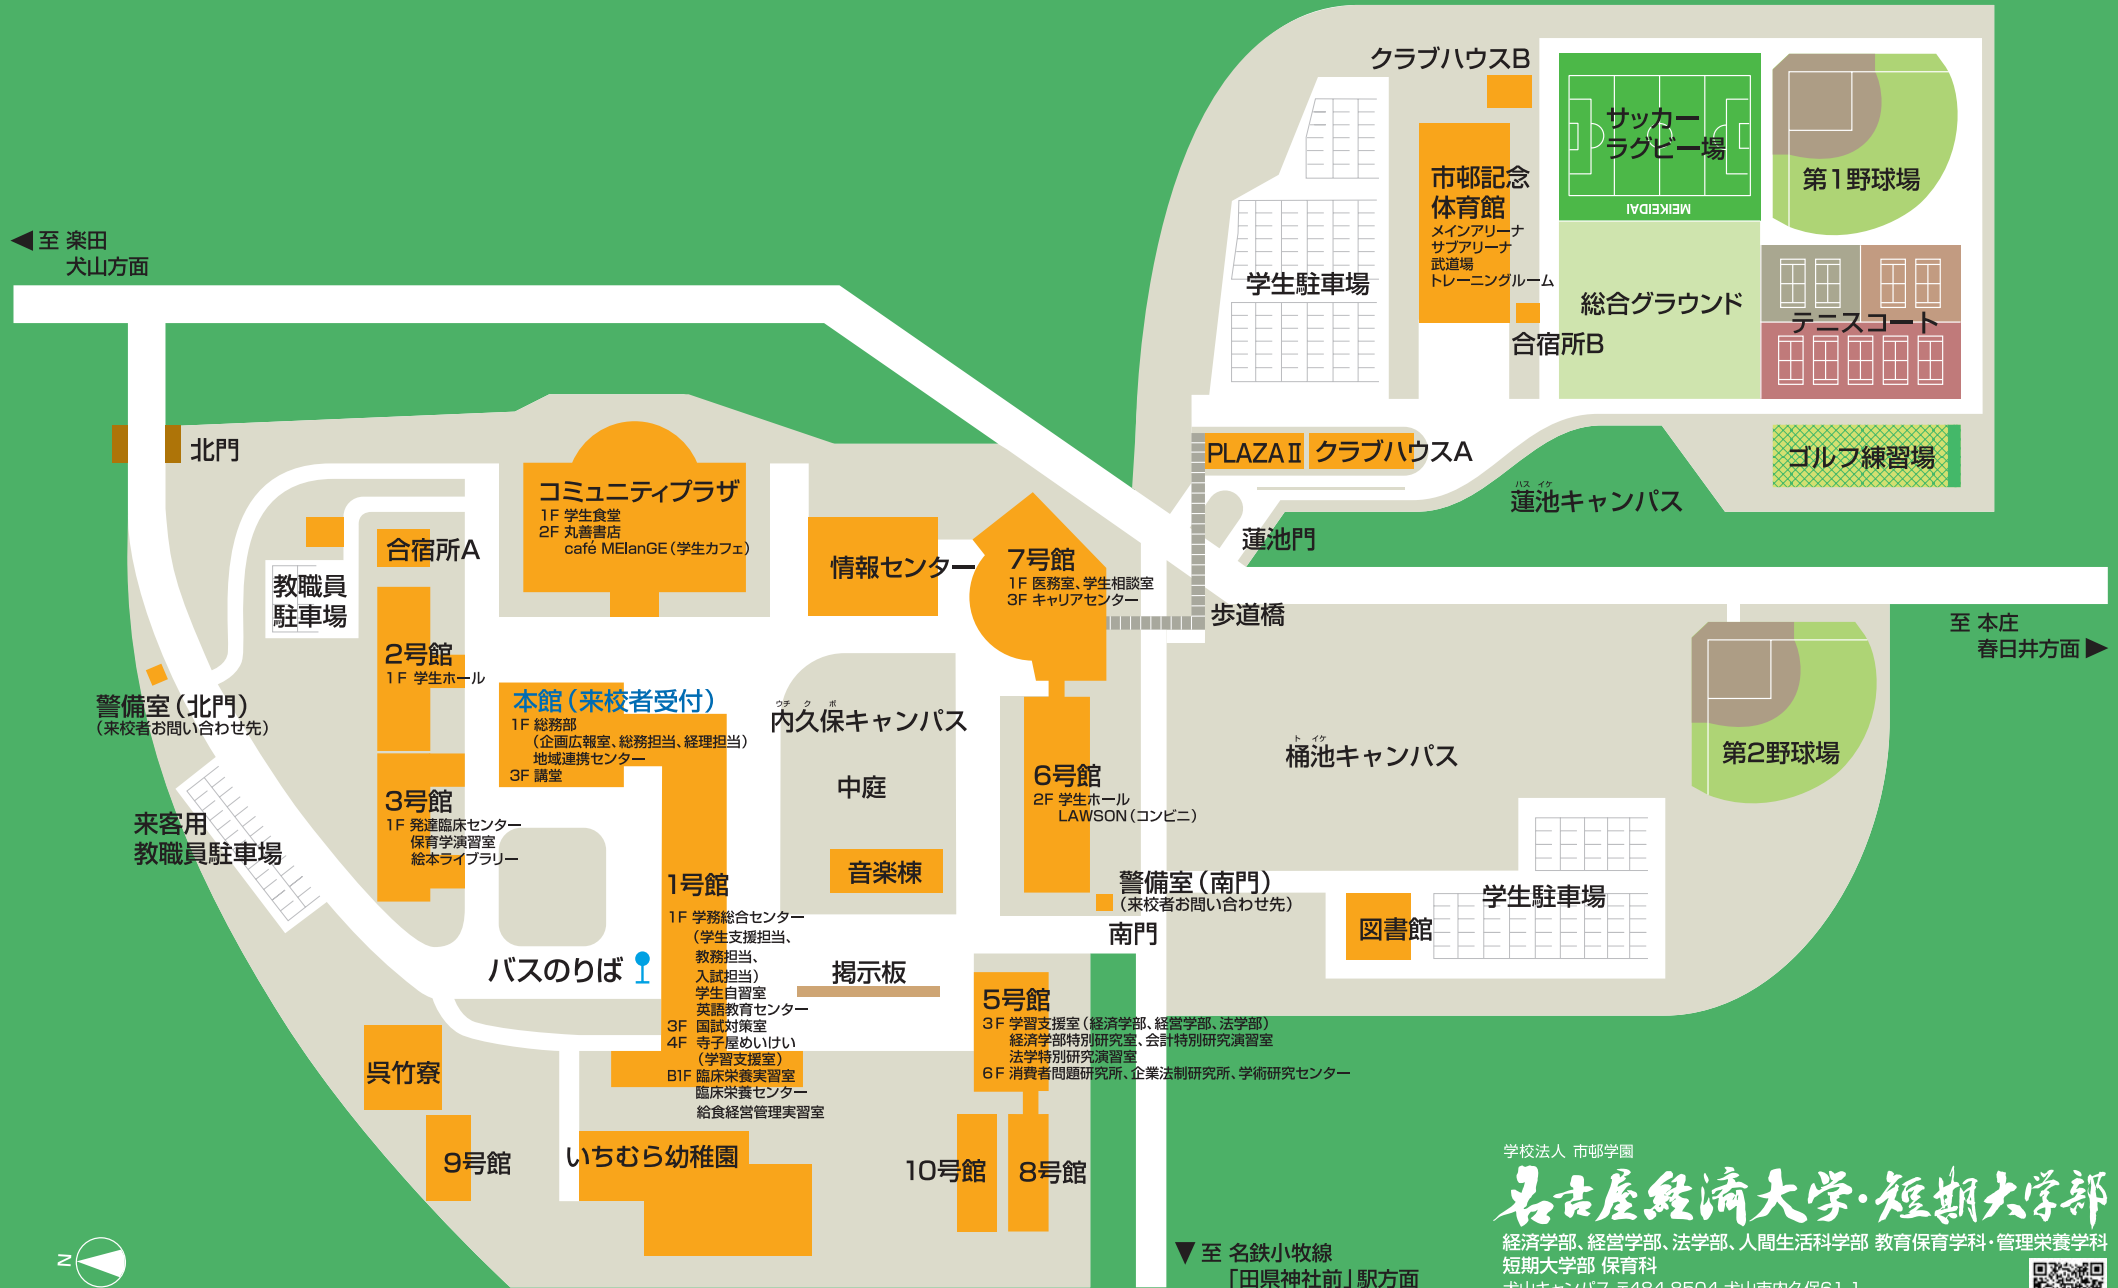 クラブハウスB
サッカー
ラグビー場
MEIKEIDAI
第1野球場
市邨記念
体育館
メインアリーナ
サブアリーナ
武道場
トレーニングルーム
◀至 楽田
犬山方面
学生駐車場
総合グラウンド
テニスコート
合宿所B
北門
PLAZAⅡ
クラブハウスA
ゴルフ練習場
ハス イケ
蓮池キャンパス
コミュニティプラザ
1F 学生食堂
2F 丸善書店
café MElanGE（学生カフェ）
蓮池門
合宿所A
情報センター
7号館
1F 医務室、学生相談室
3F キャリアセンター
教職員
駐車場
歩道橋
至 本庄
春日井方面▶
2号館
1F 学生ホール
警備室（北門）
（来校者お問い合わせ先）
本館（来校者受付）
1F 総務部
（企画広報室、総務担当、経理担当）
地域連携センター
3F 講堂
ウチ ク ボ
内久保キャンパス
中庭
ト イケ
桶池キャンパス
第2野球場
6号館
2F 学生ホール
LAWSON（コンビニ）
3号館
1F 発達臨床センター
保育学演習室
絵本ライブラリー
来客用
教職員駐車場
音楽棟
1号館
1F 学務総合センター
（学生支援担当、
教務担当、
入試担当）
学生自習室
英語教育センター
3F 国試対策室
4F 寺子屋めいけい
（学習支援室）
B1F 臨床栄養実習室
臨床栄養センター
給食経営管理実習室
警備室（南門）
（来校者お問い合わせ先）
南門
学生駐車場
図書館
バスのりば
掲示板
5号館
3F 学習支援室（経済学部、経営学部、法学部）
経済学部特別研究室、会計特別研究演習室
法学特別研究演習室
6F 消費者問題研究所、企業法制研究所、学術研究センター
呉竹寮
9号館
いちむら幼稚園
10号館
8号館
N
▼至 名鉄小牧線
「田県神社前」駅方面
学校法人 市邨学園
名古屋経済大学・短期大学部
経済学部、経営学部、法学部、人間生活科学部 教育保育学科・管理栄養学科
短期大学部 保育科
犬山キャンパス 〒484-8504 犬山市内久保61-1